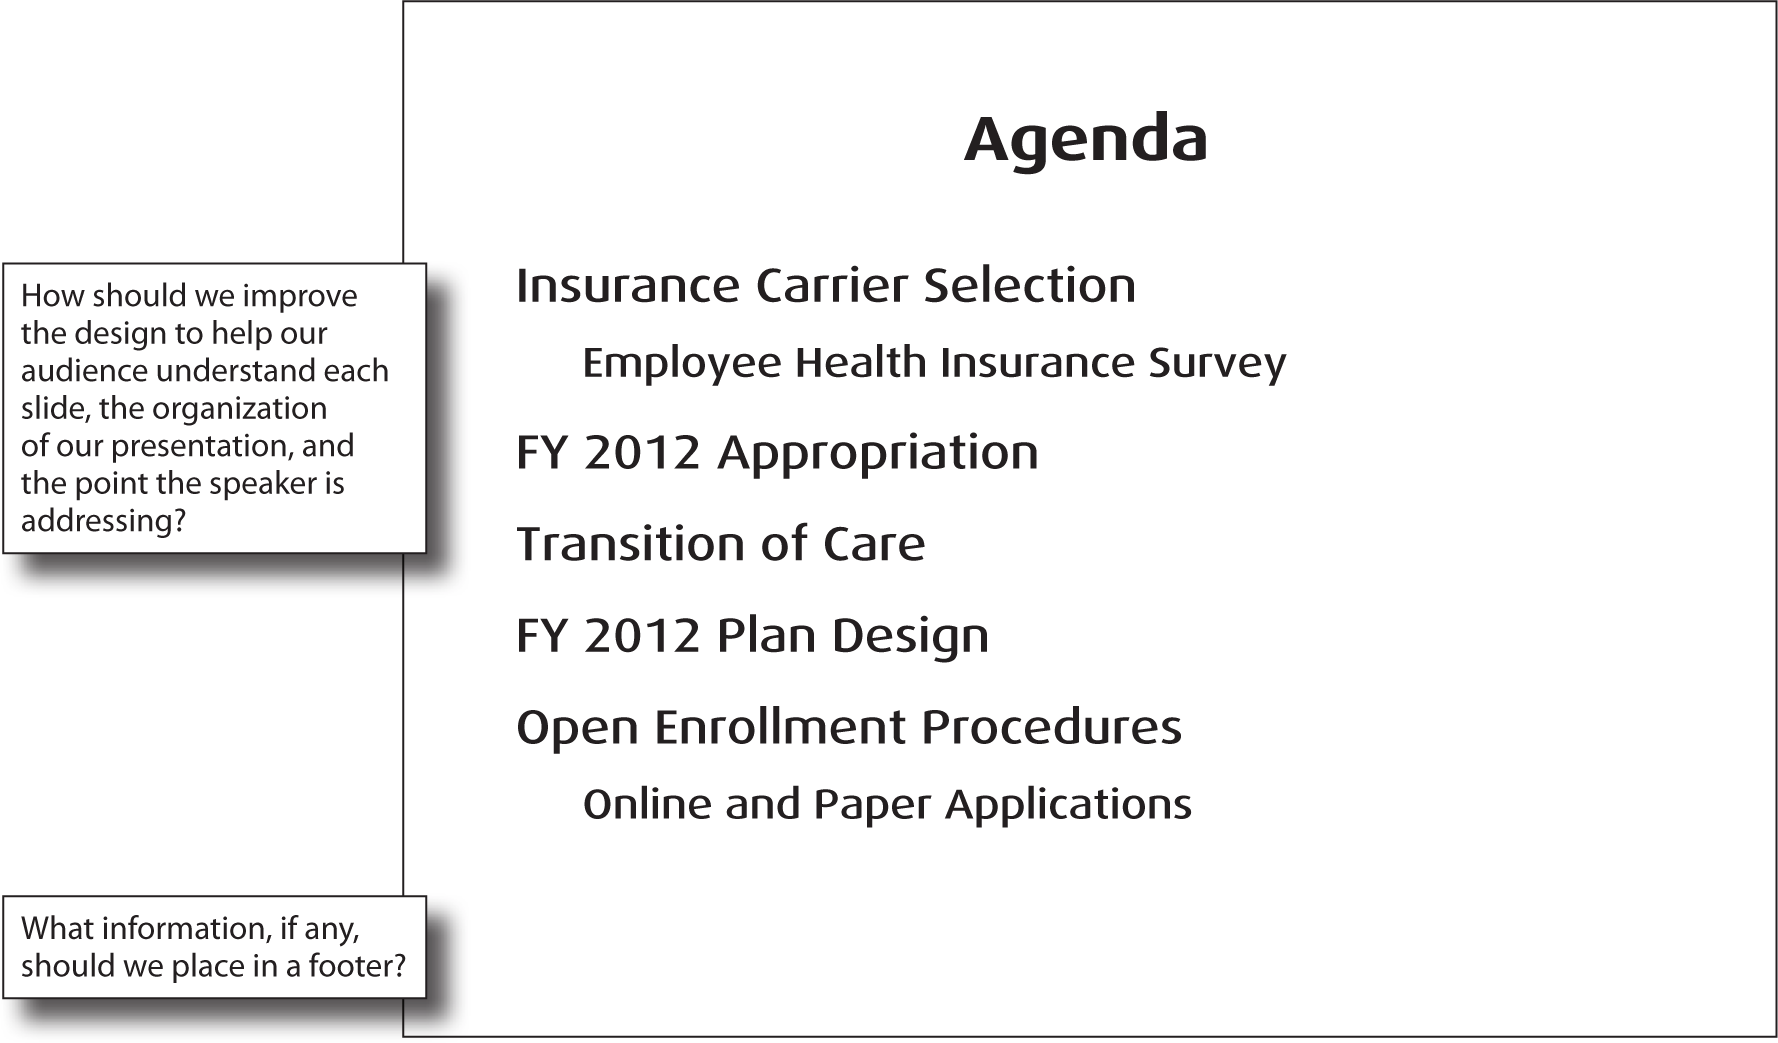 Agenda
Insurance Carrier Selection
Employee Health Insurance Survey
FY 2012 Appropriation
Transition of Care
FY 2012 Plan Design
Open Enrollment Procedures
Online and Paper Applications
How should we improve
the design to help our
audience understand each
slide, the organization
of our presentation, and
the point the speaker is
addressing?
What information, if any,
should we place in a footer?